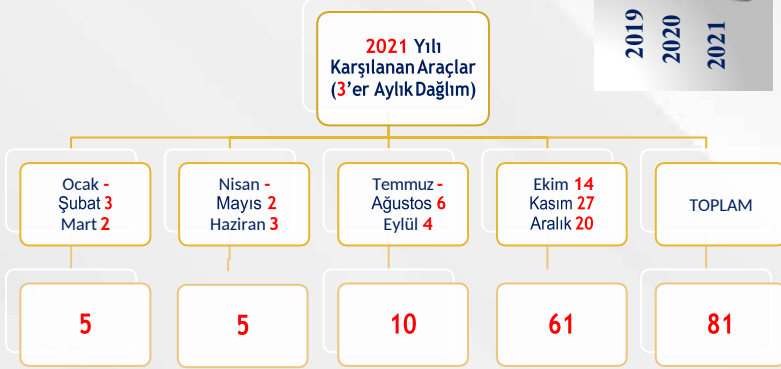 2019
2020
2021
2021 Yılı
Karşılanan Araçlar
(3’er Aylık Dağlım)
Ocak -
Şubat 3
Mart 2
Nisan -
Mayıs 2
Haziran 3
Temmuz -
Ağustos 6
Eylül 4
Ekim 14
Kasım 27
Aralık 20
TOPLAM
5
5
10
61
81